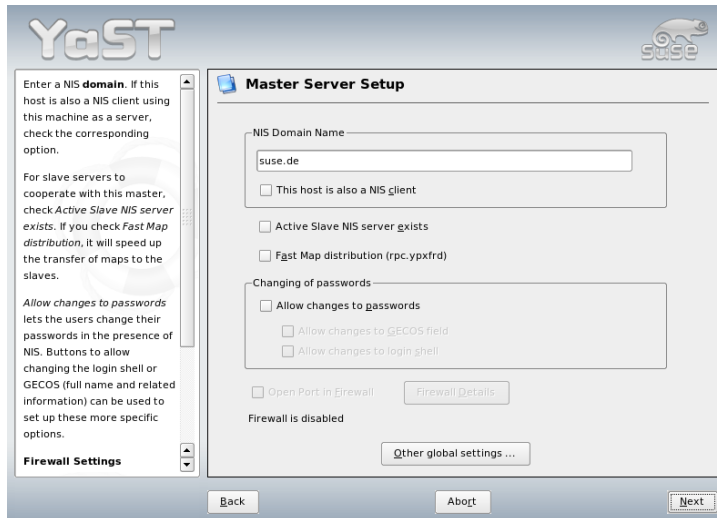 YaST
SUSE
Enter a NIS domain. If this
host is also a NIS client using
this machine as a server,
check the corresponding
option.
For slave servers to
cooperate with this master,
check Active Slave NIS server
exists. If you check Fast Map
distribution, it will speed up
the transfer of maps to the
slaves.
Allow changes to passwords
lets the users change their
passwords in the presence of
NIS. Buttons to allow
changing the login shell or
GECOS (full name and related
information) can be used to
set up these more specific
options.
Firewall Settings
Master Server Setup
NIS Domain Name
suse.de
This host is also a NIS client
Active Slave NIS server exists
Fast Map distribution (rpc.ypxfrd)
Changing of passwords
Allow changes to passwords
Allow changes to GECOS field
Allow changes to login shell
Open Port in Firewall
Firewall Details
Firewall is disabled
Other global settings ...
Back
Abort
Next